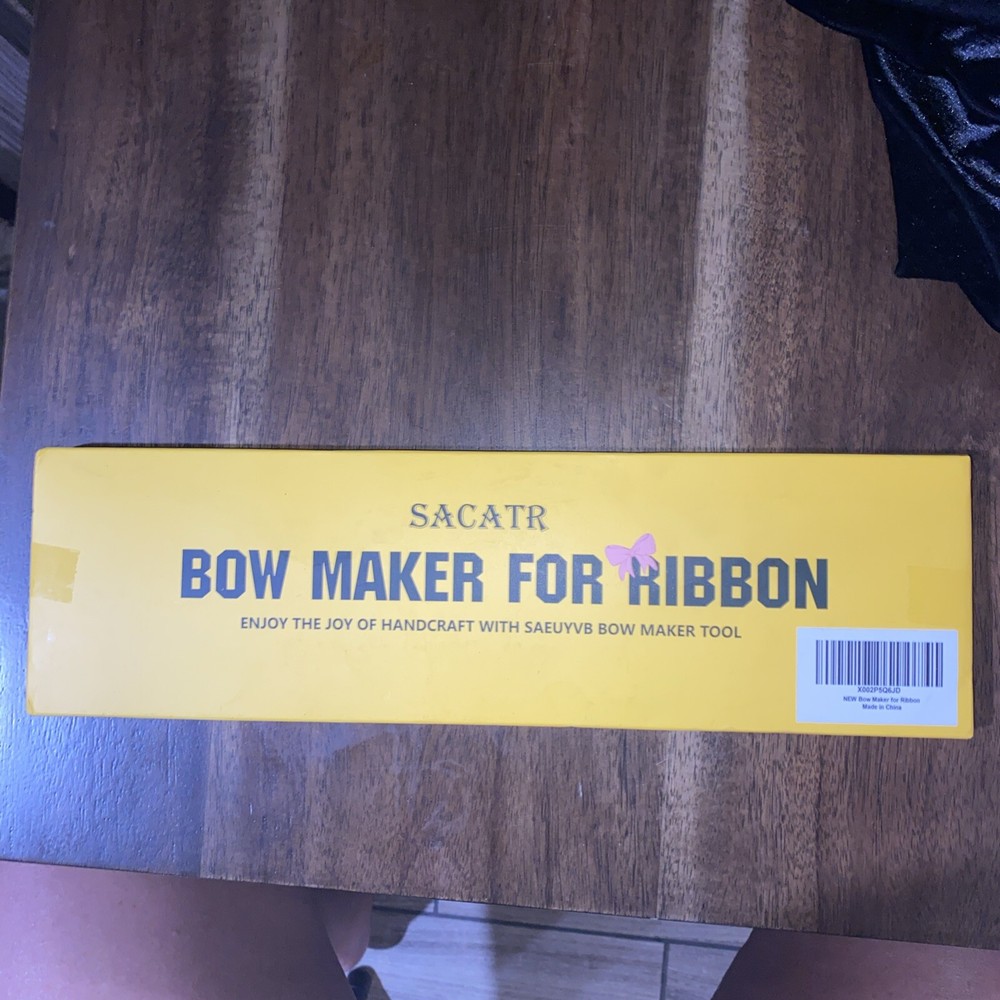 SACATR
BOW MAKER FOR RIBBON
ENJOY THE JOY OF HANDCRAFT WITH SAEUYVB BOW MAKER TOOL
X002P5Q6JD
NEW Bow Maker for Ribbon
Made in China